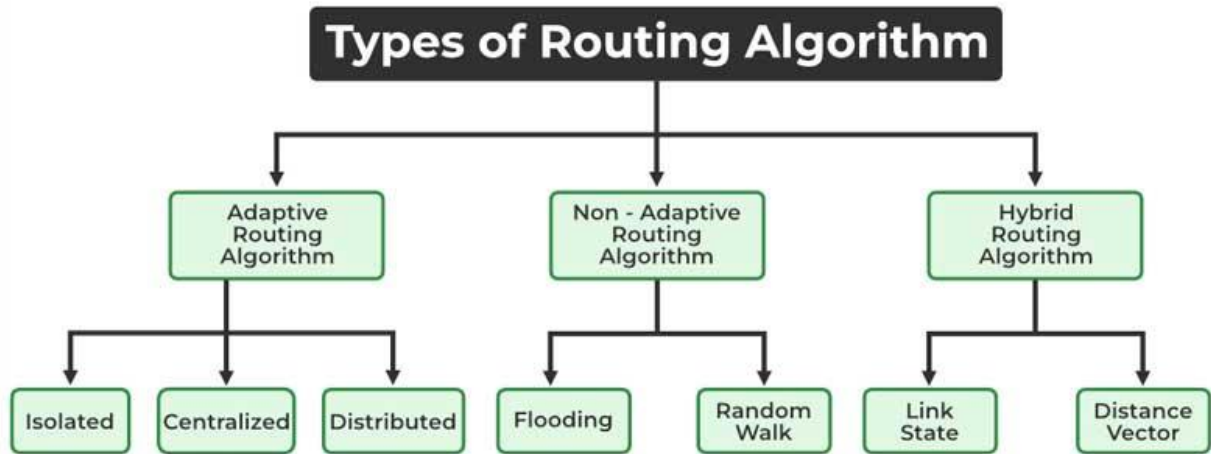 Types of Routing Algorithm
Adaptive
Routing
Algorithm
Non - Adaptive
Routing
Algorithm
Hybrid
Routing
Algorithm
Isolated
Centralized
Distributed
Flooding
Random
Walk
Link
State
Distance
Vector